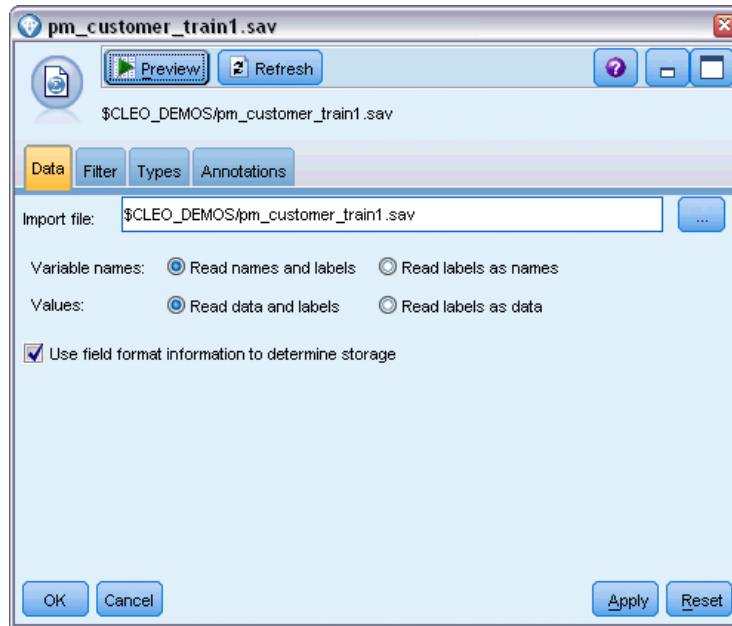 pm_customer_train1.sav
Preview Refresh
$CLEO_DEMOS/pm_customer_train1.sav
Data Filter Types Annotations
Import file: $CLEO_DEMOS/pm_customer_train1.sav ...
Variable names: Read names and labels Read labels as names
Values: Read data and labels Read labels as data
Use field format information to determine storage
OK Cancel Apply Reset